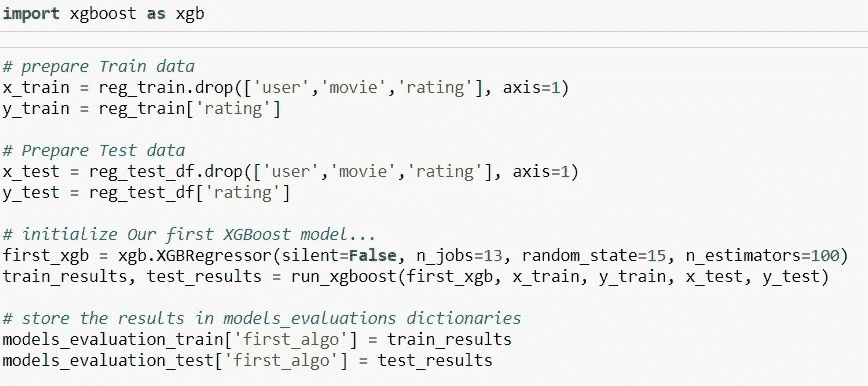 import xgboost as xgb
# prepare Train data
x_train = reg_train.drop(['user','movie','rating'], axis=1)
y_train = reg_train['rating']
# Prepare Test data
x_test = reg_test_df.drop(['user','movie','rating'], axis=1)
y_test = reg_test_df['rating']
# initialize Our first XGBoost model...
first_xgb = xgb.XGBRegressor(silent=False, n_jobs=13, random_state=15, n_estimators=100)
train_results, test_results = run_xgboost(first_xgb, x_train, y_train, x_test, y_test)
# store the results in models_evaluations dictionaries
models_evaluation_train['first_algo'] = train_results
models_evaluation_test['first_algo'] = test_results